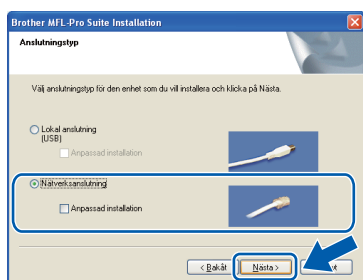 Brother MFL-Pro Suite Installation
Anslutningstyp
Välj anslutningstyp för den enhet som du vill installera och klicka på Nästa.
Lokal anslutning
(USB)
Anpassad installation
Nätverksanslutning
Anpassad installation
< Bakåt Nästa >